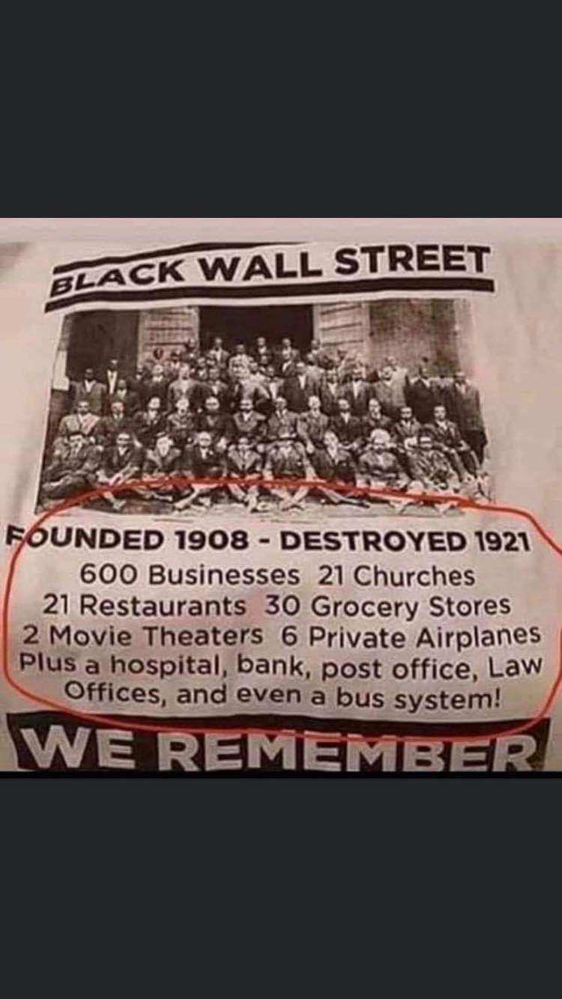 BLACK WALL STREET
FOUNDED 1908 - DESTROYED 1921
600 Businesses 21 Churches
21 Restaurants 30 Grocery Stores
2 Movie Theaters 6 Private Airplanes
Plus a hospital, bank, post office, Law
Offices, and even a bus system!
WE REMEMBER